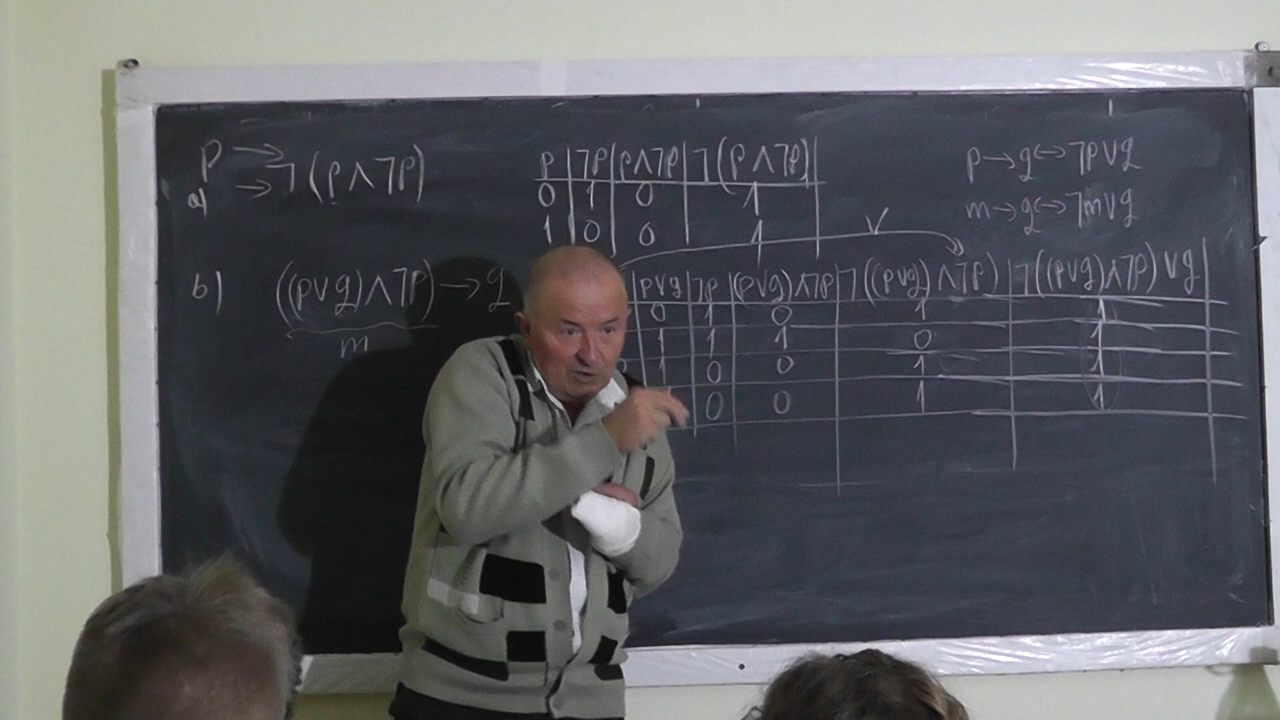 p →
a) → ¬(p∧¬p)
p | ¬p | p∧¬p | ¬(p∧¬p)
0 | 1 | 0 | 1
1 | 0 | 0 | 1
p→q↔¬p∨q
m→q↔¬m∨q
∨
b) ((p∨q)∧¬p)→q
m
p∨q | ¬p | (p∨q)∧¬p | ¬((p∨q)∧¬p) | ¬((p∨q)∧¬p)∨q
0 | 1 | 0 | 1 | 1
1 | 1 | 1 | 0 | 1
1 | 0 | 0 | 1 | 1
0 | 0 | 1 | 1